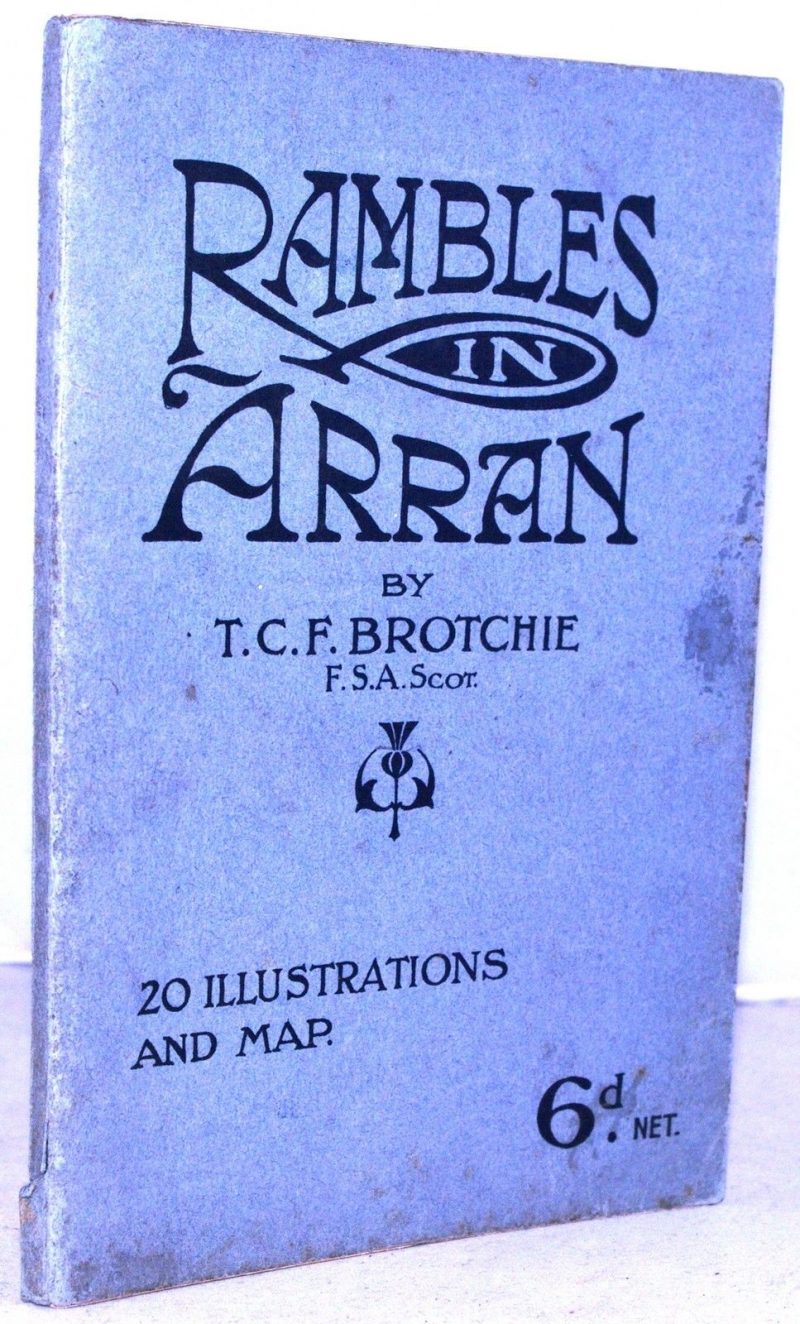 RAMBLES
IN
ARRAN
BY
T.C.F. BROTCHIE
F.S.A. SCOT.
20 ILLUSTRATIONS
AND MAP.
6d. NET.